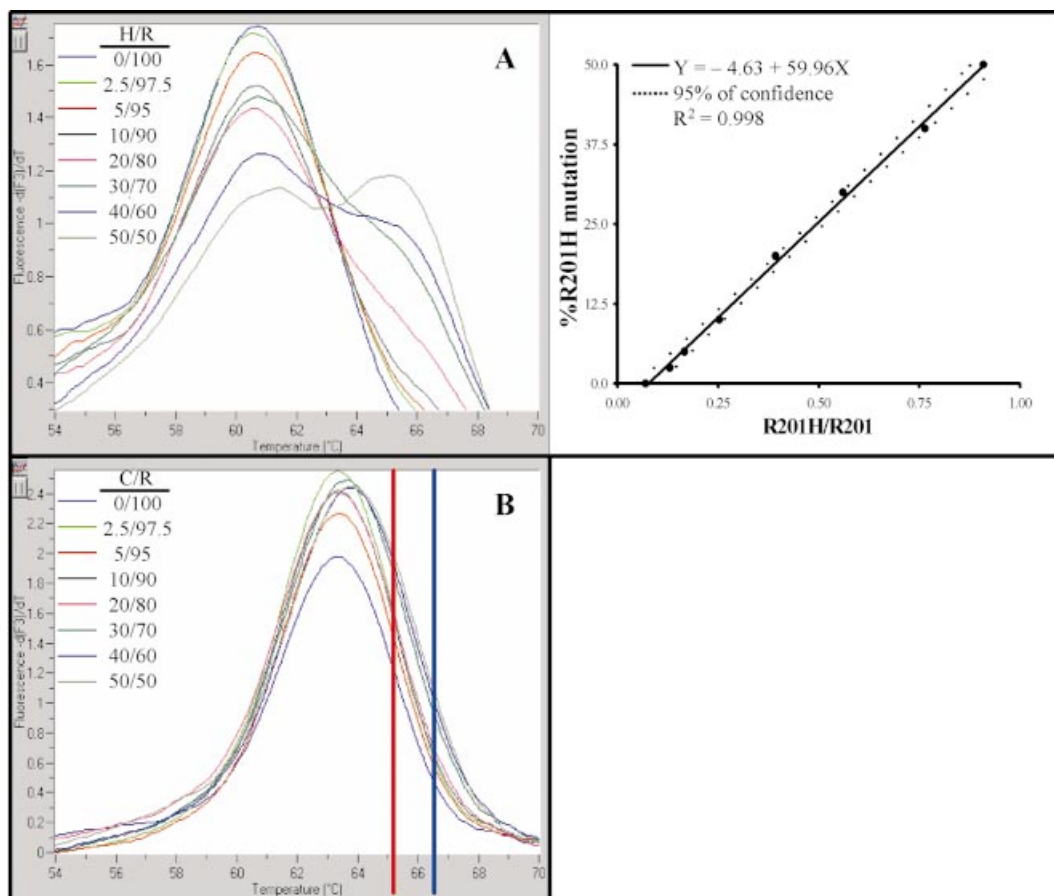 H/R
A
0/100
2.5/97.5
5/95
10/90
20/80
30/70
40/60
50/50
1.6
1.4
1.2
1
0.8
0.6
0.4
Fluorescence -d(F3)/dT
54 56 58 60 62 64 66 68 70
Temperature [°C]
Y = – 4.63 + 59.96X
95% of confidence
R² = 0.998
50.0
37.5
25.0
12.5
0.0
%R201H mutation
0.00 0.25 0.50 0.75 1.00
R201H/R201
C/R
B
0/100
2.5/97.5
5/95
10/90
20/80
30/70
40/60
50/50
2.4
2.2
2
1.8
1.6
1.4
1.2
1
0.8
0.6
0.4
0.2
0
Fluorescence -d(F3)/dT
54 56 58 60 62 64 66 68 70
Temperature [°C]